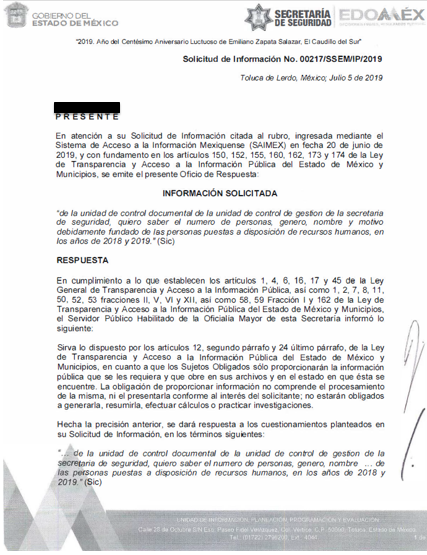 GOBIERNO DEL
ESTADO DE MÉXICO
SECRETARÍA
DE SEGURIDAD
EDOMÉX
"2019. Año del Centésimo Aniversario Luctuoso de Emiliano Zapata Salazar, El Caudillo del Sur"
Solicitud de Información No. 00217/SSEM/IP/2019
Toluca de Lerdo, México; Julio 5 de 2019
P R E S E N T E
En atención a su Solicitud de Información citada al rubro, ingresada mediante el
Sistema de Acceso a la Información Mexiquense (SAIMEX) en fecha 20 de junio
de 2019, y con fundamento en los artículos 150, 152, 155, 160, 162, 173 y 174 de la Ley
de Transparencia y Acceso a la Información Pública del Estado de México y
Municipios, se emite el presente Oficio de Respuesta:
INFORMACIÓN SOLICITADA
"de la unidad de control documental de la unidad de control de gestion de la secretaria
de seguridad, quiero saber el numero de personas, genero, nombre y motivo
debidamente fundado de las personas puestas a disposición de recursos humanos, en
los años de 2018 y 2019." (Sic)
RESPUESTA
En cumplimiento a lo que establecen los artículos 1, 4, 6, 16, 17 y 45 de la Ley
General de Transparencia y Acceso a la Información Pública, así como 1, 2, 7, 8, 11,
50, 52, 53 fracciones II, V, VI y XII, así como 58, 59 Fracción I y 162 de la Ley de
Transparencia y Acceso a la Información Pública del Estado de México y Municipios,
el Servidor Público Habilitado de la Oficialía Mayor de esta Secretaría informó lo
siguiente:
Sirva lo dispuesto por los artículos 12, segundo párrafo y 24 último párrafo, de la Ley
de Transparencia y Acceso a la Información Pública del Estado de México y
Municipios, en cuanto a que los Sujetos Obligados sólo proporcionarán la información
pública que se les requiera y que obre en sus archivos y en el estado en que ésta se
encuentre. La obligación de proporcionar información no comprende el procesamiento
de la misma, ni el presentarla conforme al interés del solicitante; no estarán obligados
a generarla, resumirla, efectuar cálculos o practicar investigaciones.
Hecha la precisión anterior, se dará respuesta a los cuestionamientos planteados en
su Solicitud de Información, en los términos siguientes:
"... de la unidad de control documental de la unidad de control de gestion de la
secretaria de seguridad, quiero saber el numero de personas, genero, nombre ... de
las personas puestas a disposición de recursos humanos, en los años de 2018 y
2019." (Sic)
UNIDAD DE INFORMACIÓN, PLANEACIÓN, PROGRAMACIÓN Y EVALUACIÓN